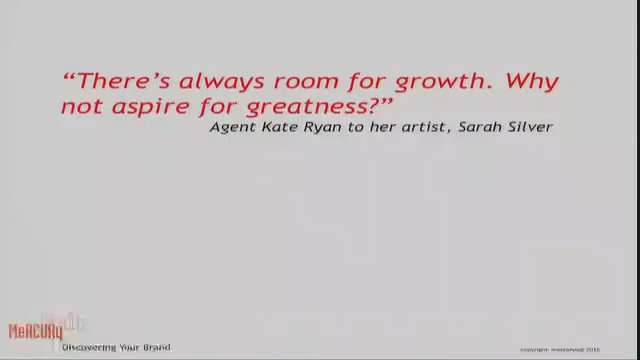 “There’s always room for growth. Why
not aspire for greatness?”
Agent Kate Ryan to her artist, Sarah Silver
MeRCURy
Discovering Your Brand